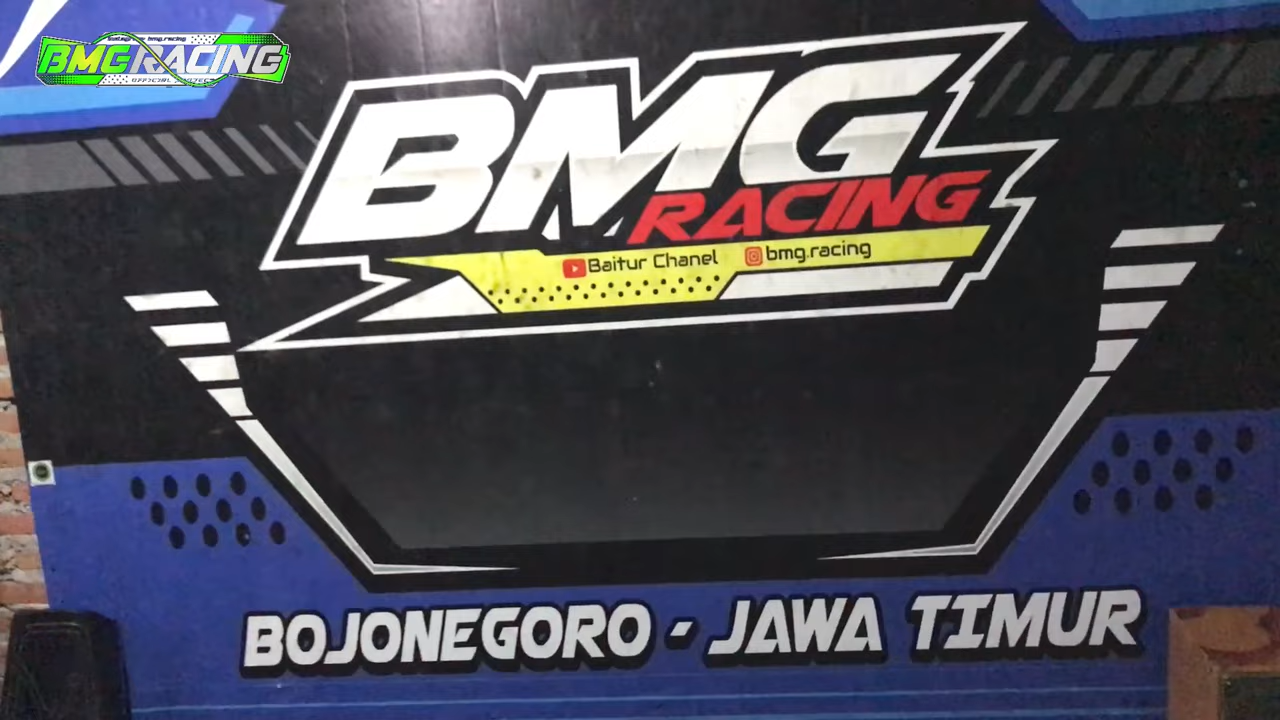 BMG RACING
BMG
RACING
Baitur Chanel bmg.racing
BOJONEGORO - JAWA TIMUR